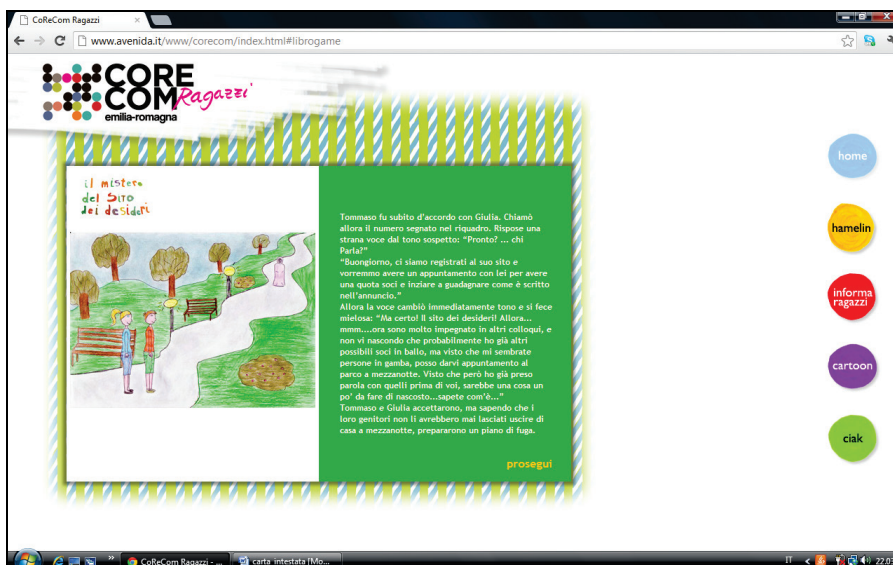 CoReCom Ragazzi
www.avenida.it/www/corecom/index.html#librogame
CORE
COM Ragazzi
emilia-romagna
home
hamelin
informa
ragazzi
cartoon
ciak
il mistero
del SITO
dei desideri
Tommaso fu subito d'accordo con Giulia. Chiamò
allora il numero segnato nel riquadro. Rispose una
strana voce dal tono sospetto: “Pronto? ... chi
Parla?”
“Buongiorno, ci siamo registrati al suo sito e
vorremmo avere un appuntamento con lei per avere
una quota soci e inziare a guadagnare come è scritto
nell'annuncio.”
Allora la voce cambiò immediatamente tono e si fece
mielosa: “Ma certo! Il sito dei desideri! Allora...
mmm....ora sono molto impegnato in altri colloqui, e
non vi nascondo che probabilmente ho già altri
possibili soci in ballo, ma visto che mi sembrate
persone in gamba, posso darvi appuntamento al
parco a mezzanotte. Visto che però ho già preso
parola con quelli prima di voi, sarebbe una cosa un
po' da fare di nascosto...sapete com'è...”
Tommaso e Giulia accettarono, ma sapendo che i
loro genitori non li avrebbero mai lasciati uscire di
casa a mezzanotte, prepararono un piano di fuga.
prosegui
CoReCom Ragazzi - ...
carta intestata [Mo...
IT
22.03